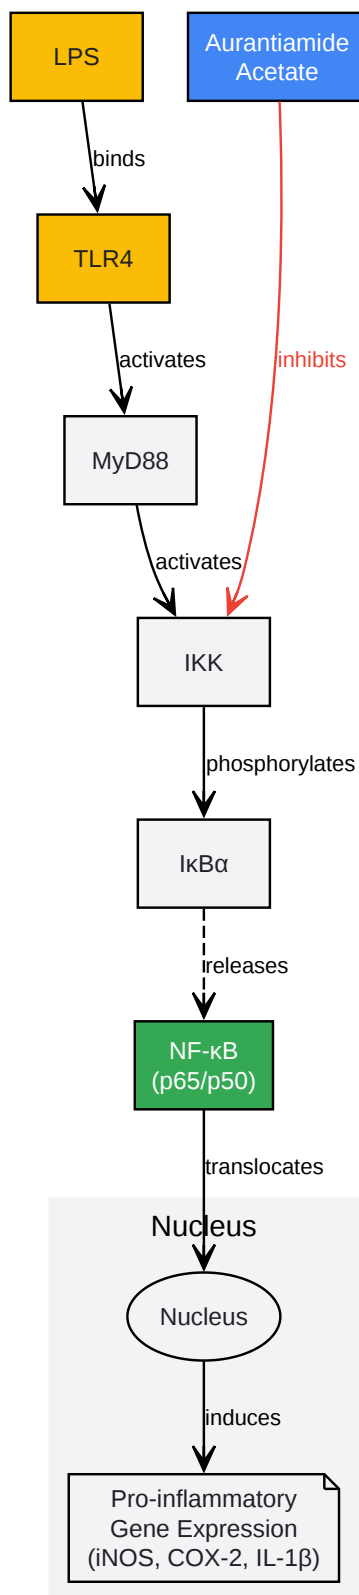 LPS
Aurantiamide
Acetate
binds
TLR4
activates
inhibits
MyD88
activates
IKK
phosphorylates
IκBα
releases
NF-κB
(p65/p50)
translocates
Nucleus
Nucleus
induces
Pro-inflammatory
Gene Expression
(iNOS, COX-2, IL-1β)